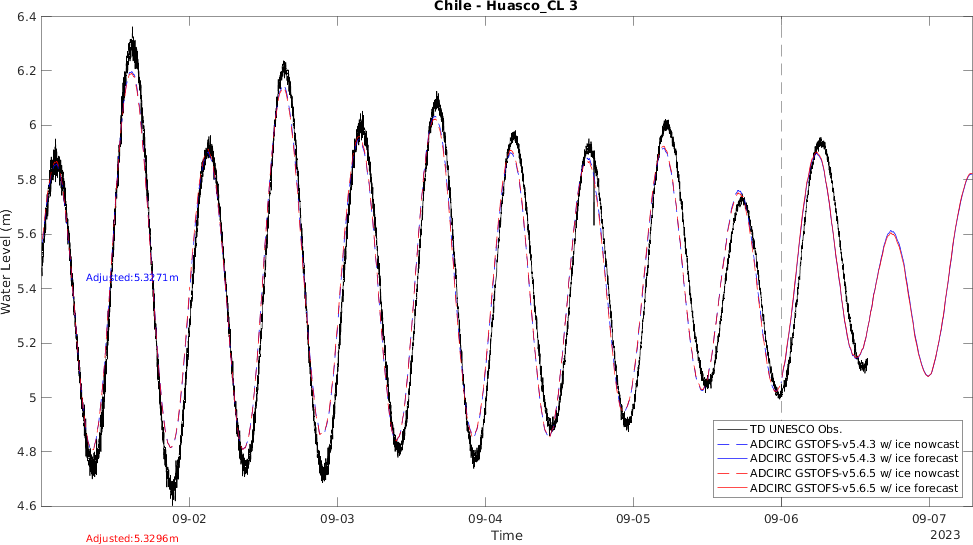 Chile - Huasco_CL 3
6.4
6.2
6
5.8
5.6
5.4
5.2
5
4.8
4.6
Water Level (m)
Adjusted:5.3271m
TD UNESCO Obs.
ADCIRC GSTOFS-v5.4.3 w/ ice nowcast
ADCIRC GSTOFS-v5.4.3 w/ ice forecast
ADCIRC GSTOFS-v5.6.5 w/ ice nowcast
ADCIRC GSTOFS-v5.6.5 w/ ice forecast
09-02 09-03 09-04 09-05 09-06 09-07
Time
2023
Adjusted:5.3296m